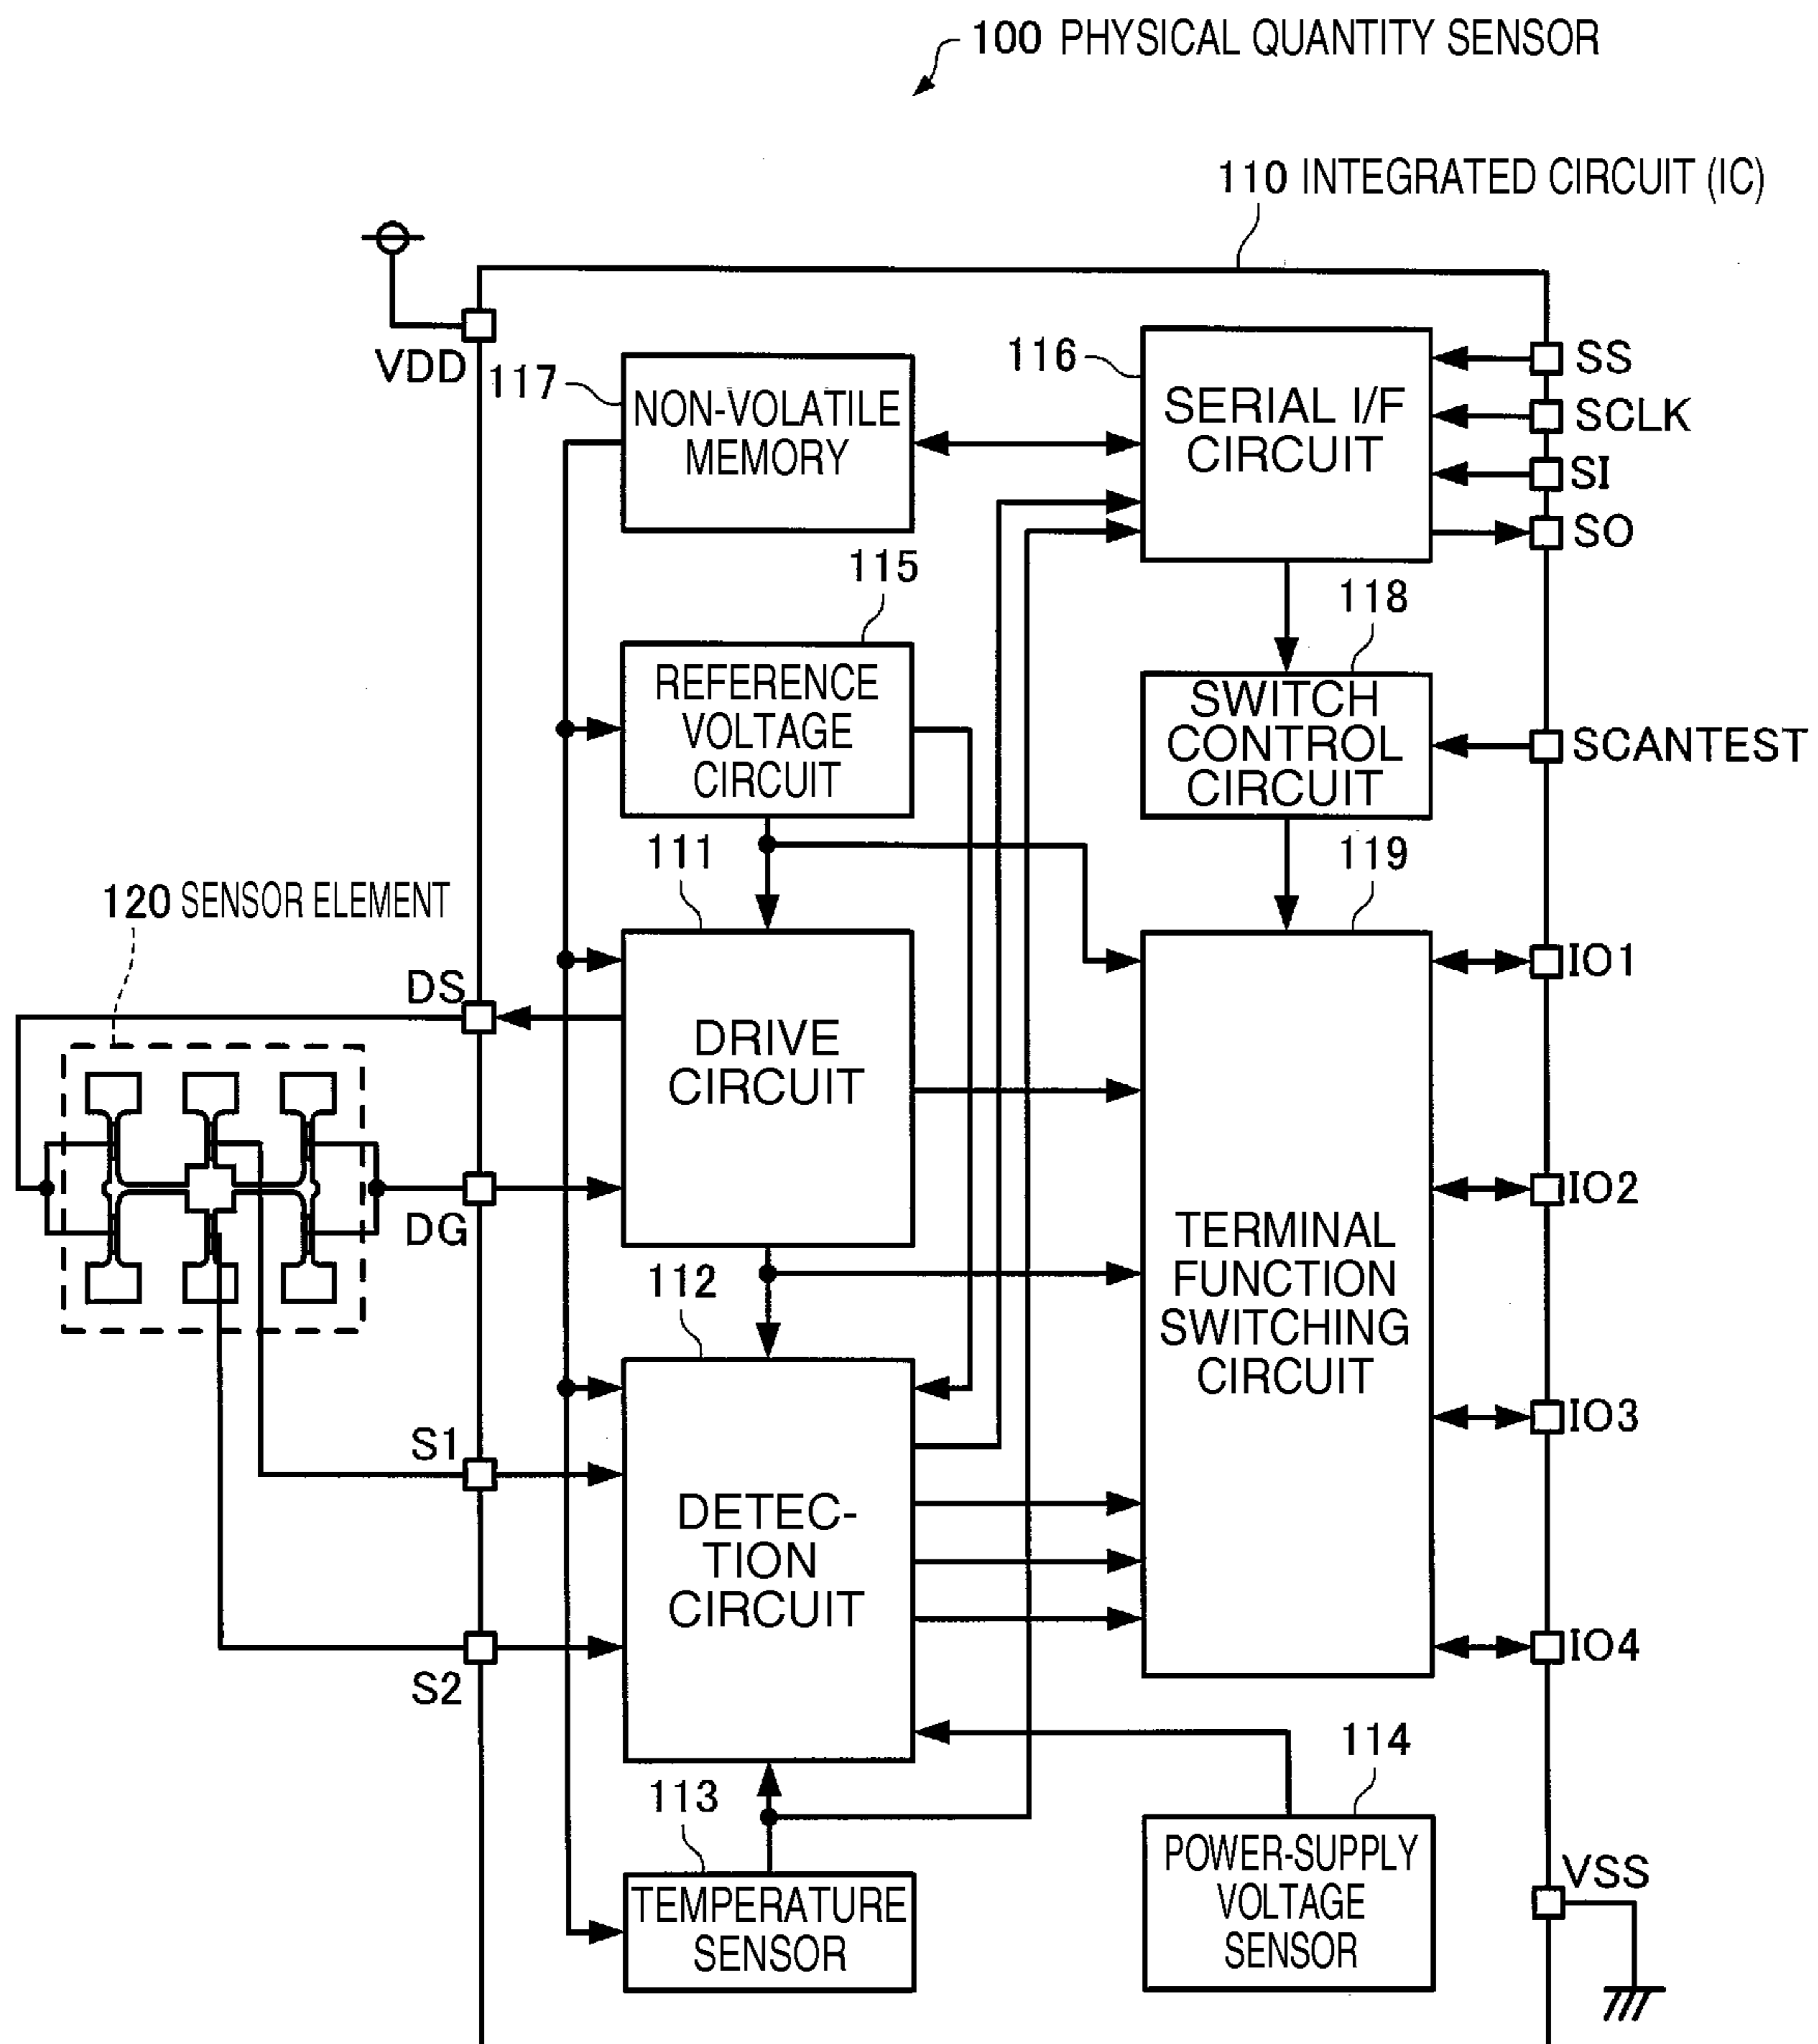 100 PHYSICAL QUANTITY SENSOR
110 INTEGRATED CIRCUIT (IC)
VDD
117
NON-VOLATILE
MEMORY
116
SERIAL I/F
CIRCUIT
SS
SCLK
SI
SO
115
REFERENCE
VOLTAGE
CIRCUIT
118
SWITCH
CONTROL
CIRCUIT
SCANTEST
111
119
120 SENSOR ELEMENT
DS
DRIVE
CIRCUIT
DG
IO1
IO2
IO3
IO4
TERMINAL
FUNCTION
SWITCHING
CIRCUIT
112
S1
DETEC-
TION
CIRCUIT
S2
113
TEMPERATURE
SENSOR
114
POWER-SUPPLY
VOLTAGE
SENSOR
VSS